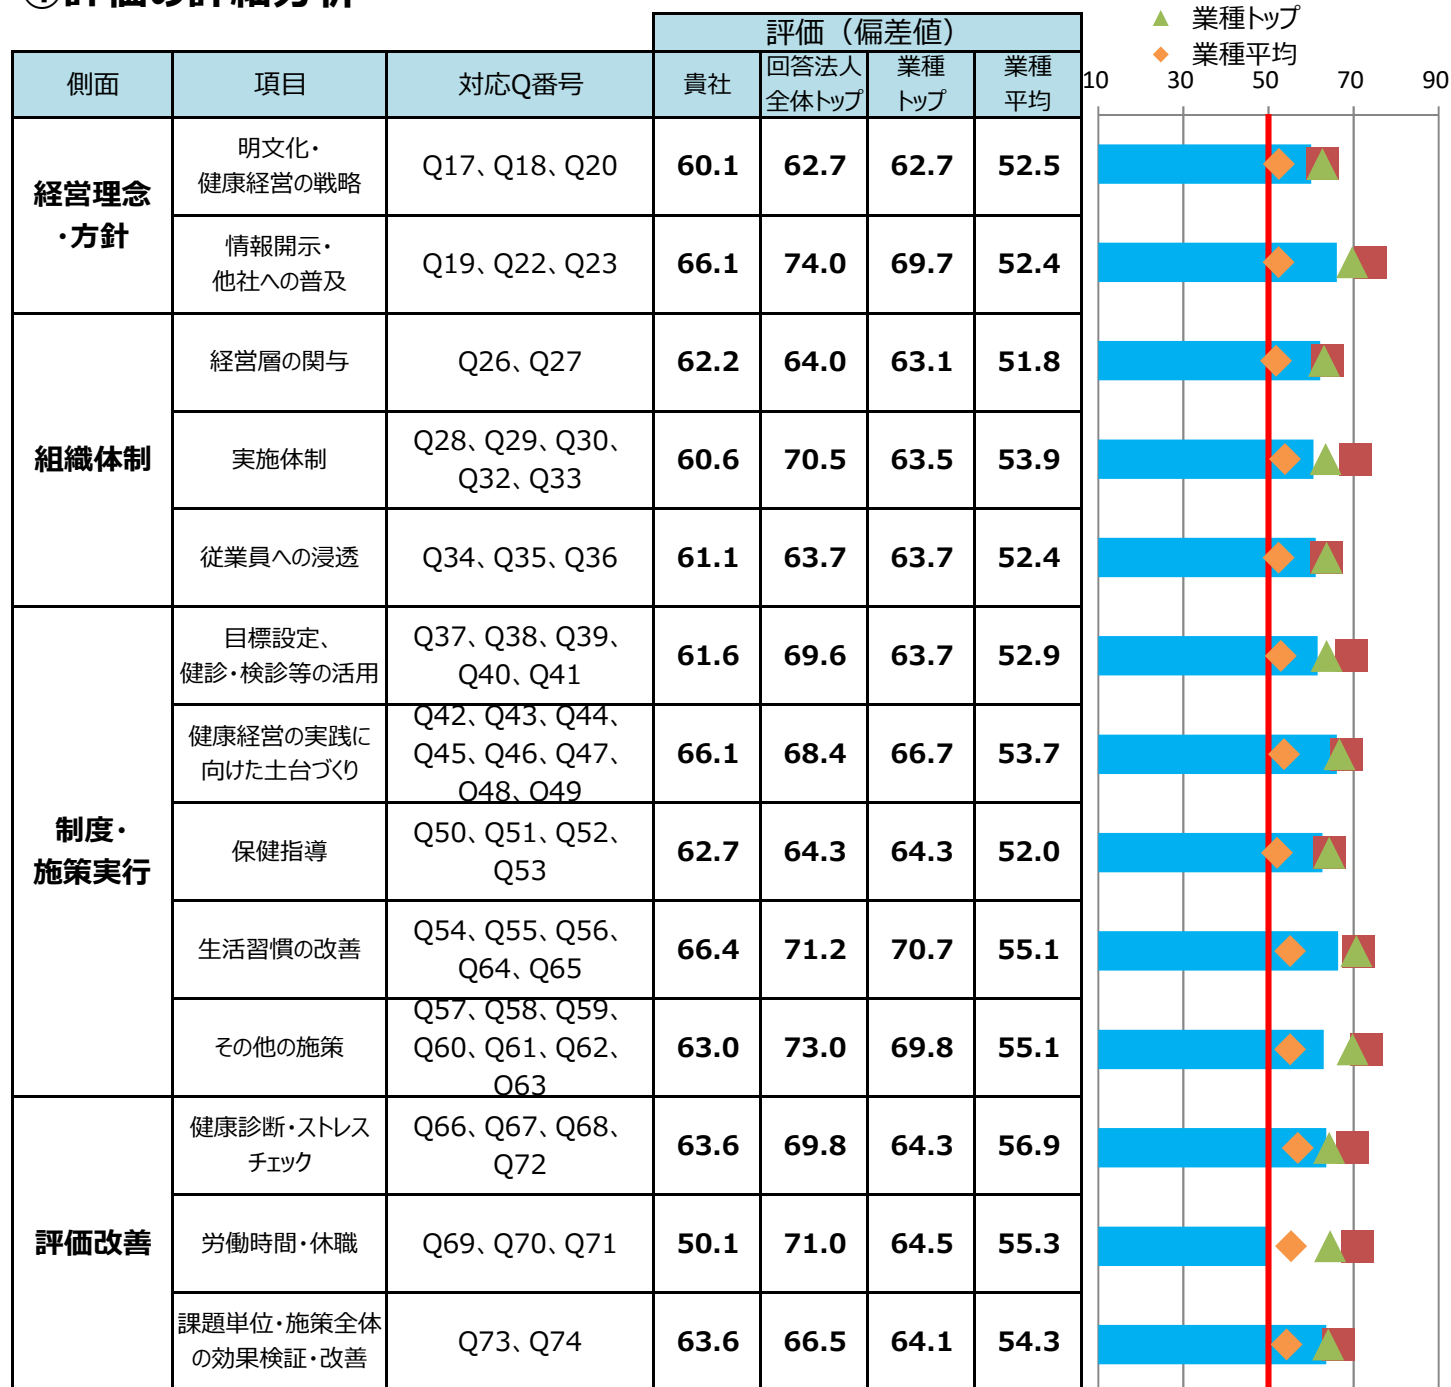 ①評価の詳細分析
▲ 業種トップ
◆ 業種平均
評価（偏差値）
側面 項目 対応Q番号 貴社 回答法人全体トップ 業種トップ 業種平均
10 30 50 70 90
経営理念
・方針
明文化・
健康経営の戦略
Q17、Q18、Q20 60.1 62.7 62.7 52.5
情報開示・
他社への普及
Q19、Q22、Q23 66.1 74.0 69.7 52.4
組織体制
経営層の関与 Q26、Q27 62.2 64.0 63.1 51.8
実施体制
Q28、Q29、Q30、
Q32、Q33
60.6 70.5 63.5 53.9
従業員への浸透 Q34、Q35、Q36 61.1 63.7 63.7 52.4
制度・
施策実行
目標設定、
健診・検診等の活用
Q37、Q38、Q39、
Q40、Q41
61.6 69.6 63.7 52.9
健康経営の実践に
向けた土台づくり
Q42、Q43、Q44、
Q45、Q46、Q47、
Q48、Q49
66.1 68.4 66.7 53.7
保健指導
Q50、Q51、Q52、
Q53
62.7 64.3 64.3 52.0
生活習慣の改善
Q54、Q55、Q56、
Q64、Q65
66.4 71.2 70.7 55.1
その他の施策
Q57、Q58、Q59、
Q60、Q61、Q62、
Q63
63.0 73.0 69.8 55.1
評価改善
健康診断・ストレス
チェック
Q66、Q67、Q68、
Q72
63.6 69.8 64.3 56.9
労働時間・休職 Q69、Q70、Q71 50.1 71.0 64.5 55.3
課題単位・施策全体
の効果検証・改善
Q73、Q74 63.6 66.5 64.1 54.3